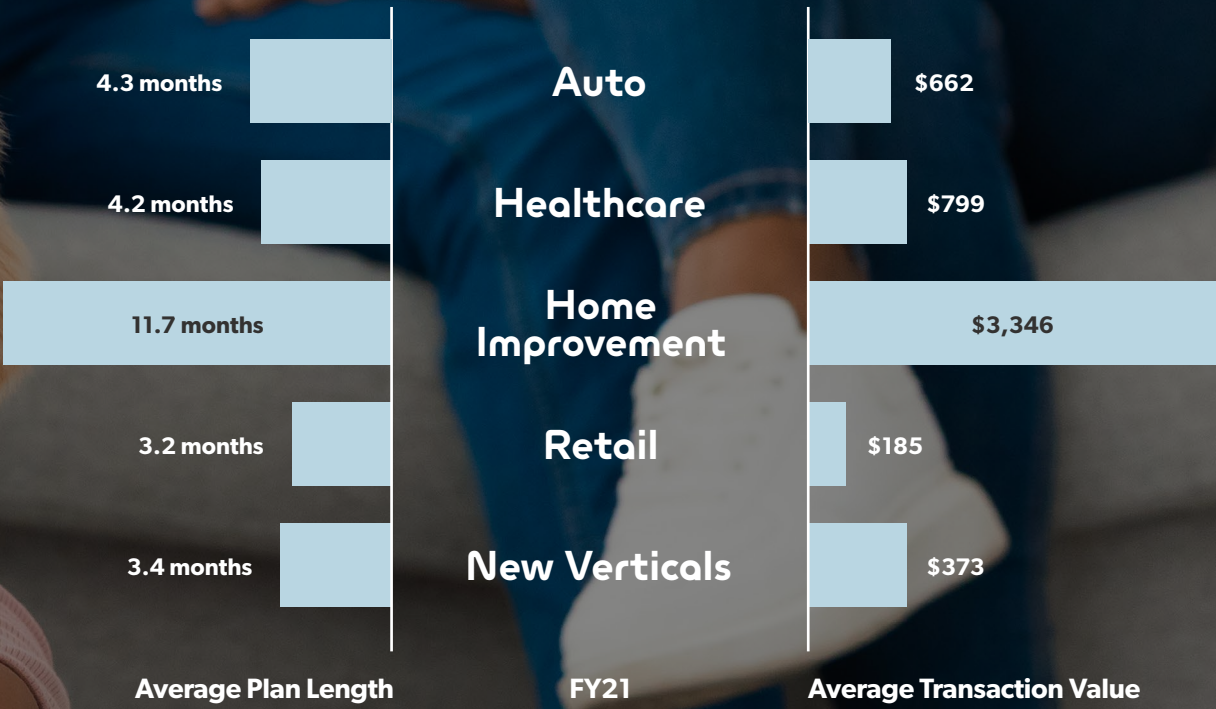 4.3 months
Auto
$662
4.2 months
Healthcare
$799
11.7 months
Home
Improvement
$3,346
3.2 months
Retail
$185
3.4 months
New Verticals
$373
Average Plan Length
FY21
Average Transaction Value